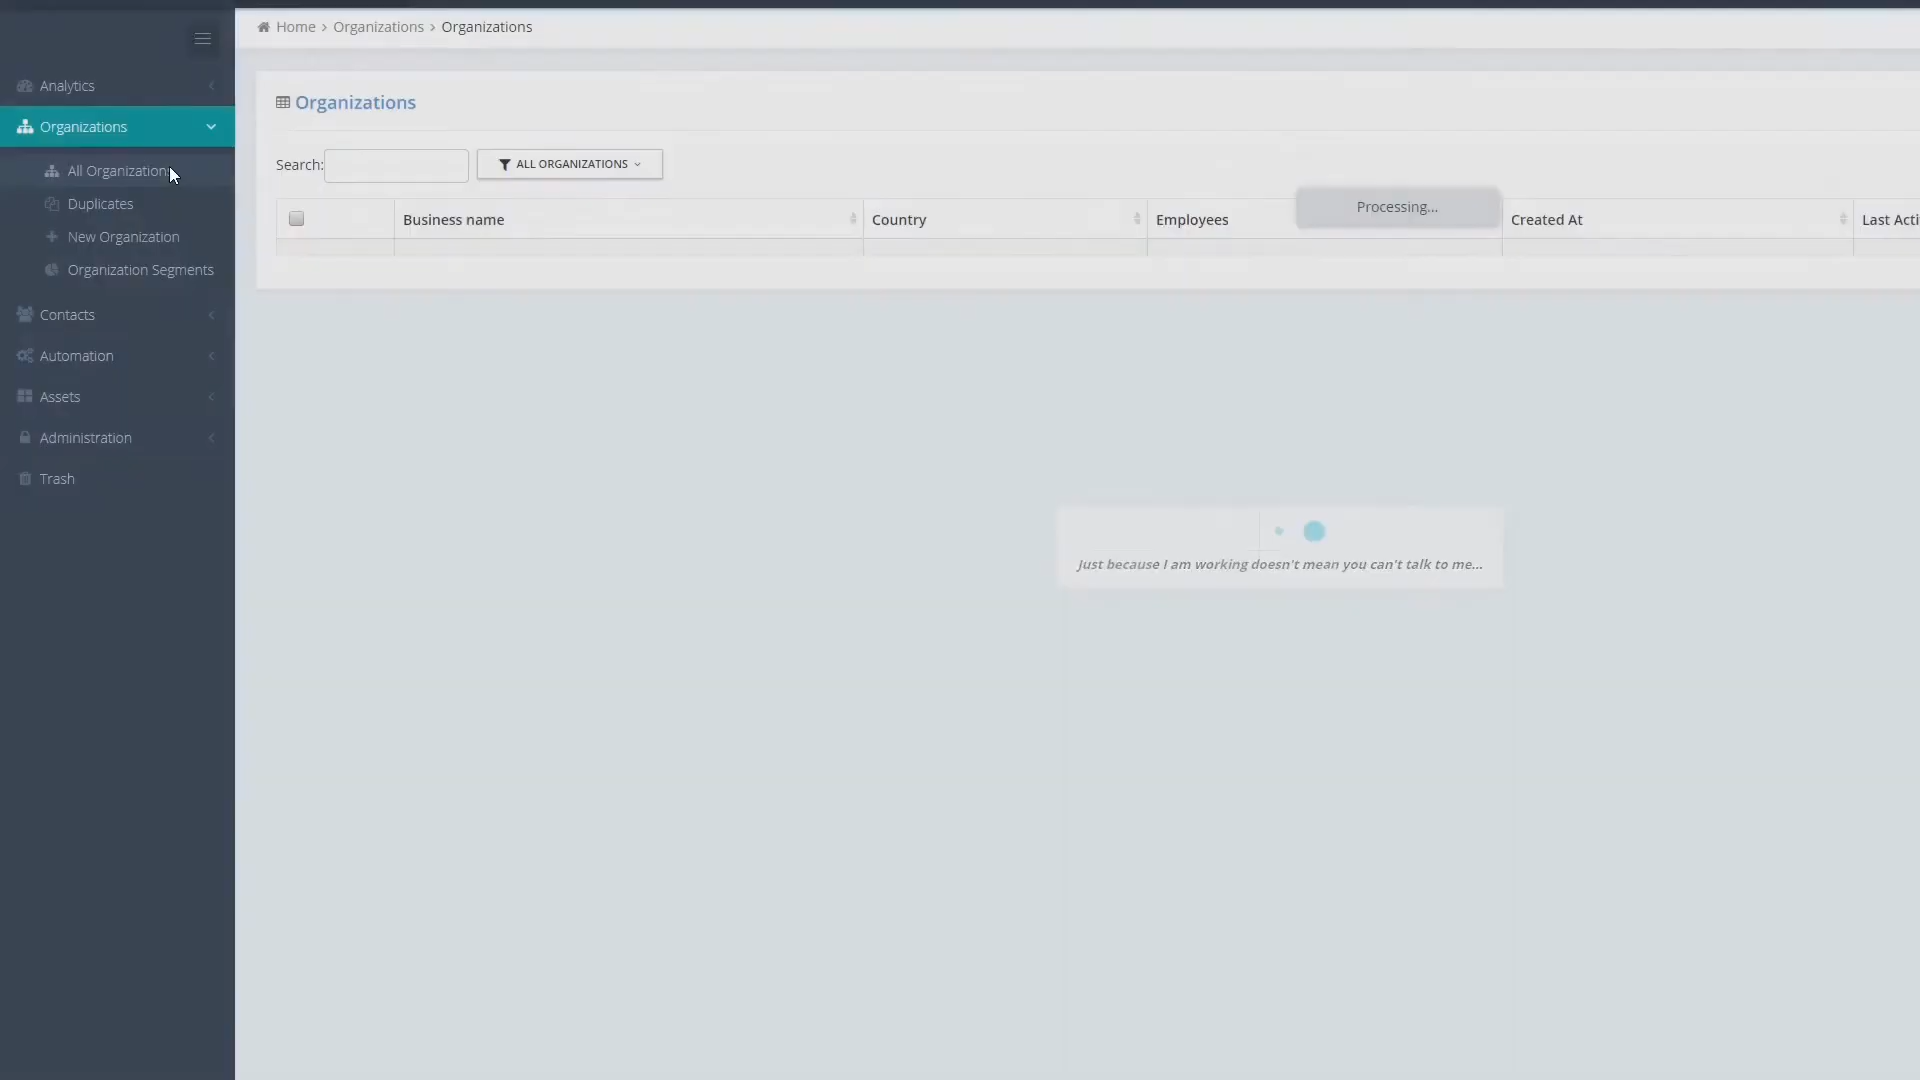 Home > Organizations > Organizations
Analytics
Organizations
All Organizations
Duplicates
New Organization
Organization Segments
Contacts
Automation
Assets
Administration
Trash
Organizations
Search:
ALL ORGANIZATIONS
Processing...
Business name Country Employees Created At Last Acti
Just because I am working doesn't mean you can't talk to me...